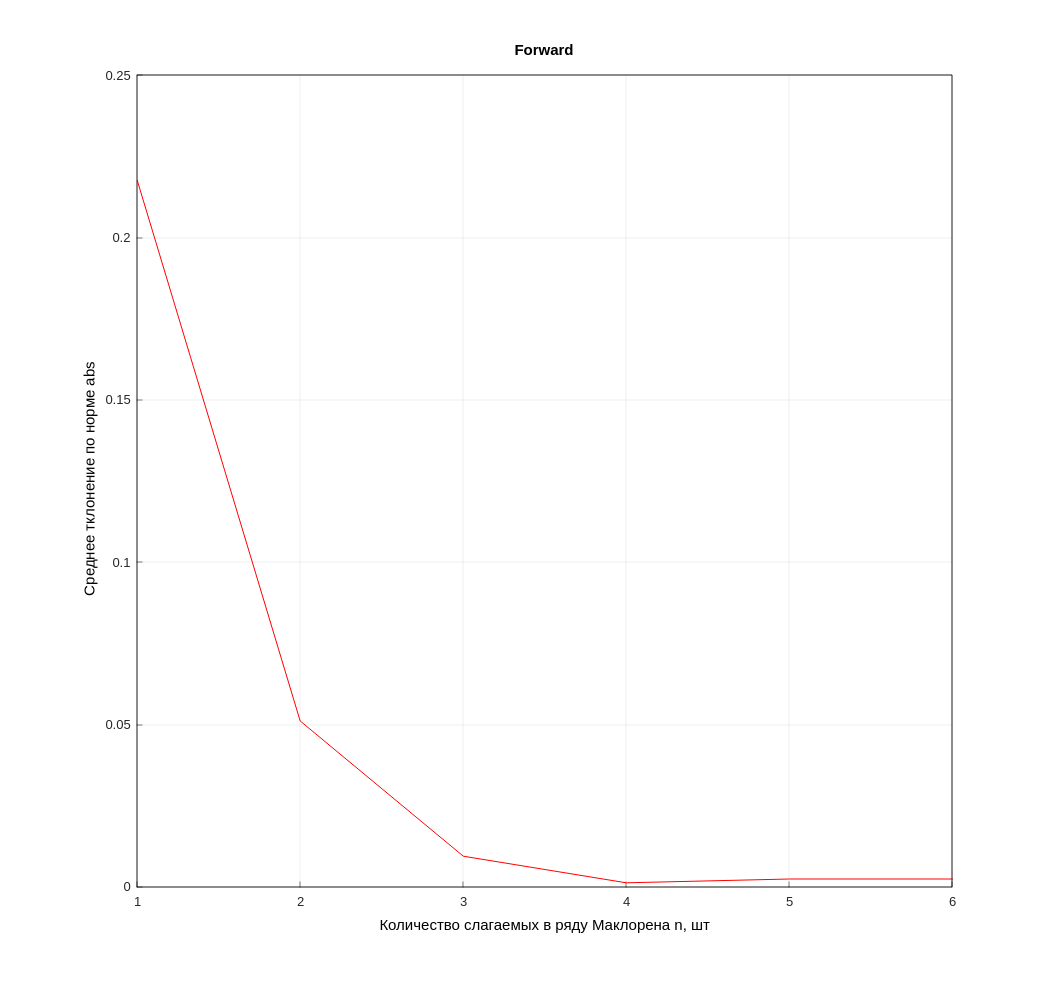 Forward
0.25
0.2
0.15
0.1
0.05
0
1 2 3 4 5 6
Количество слагаемых в ряду Маклорена n, шт
Среднее тклонение по норме abs